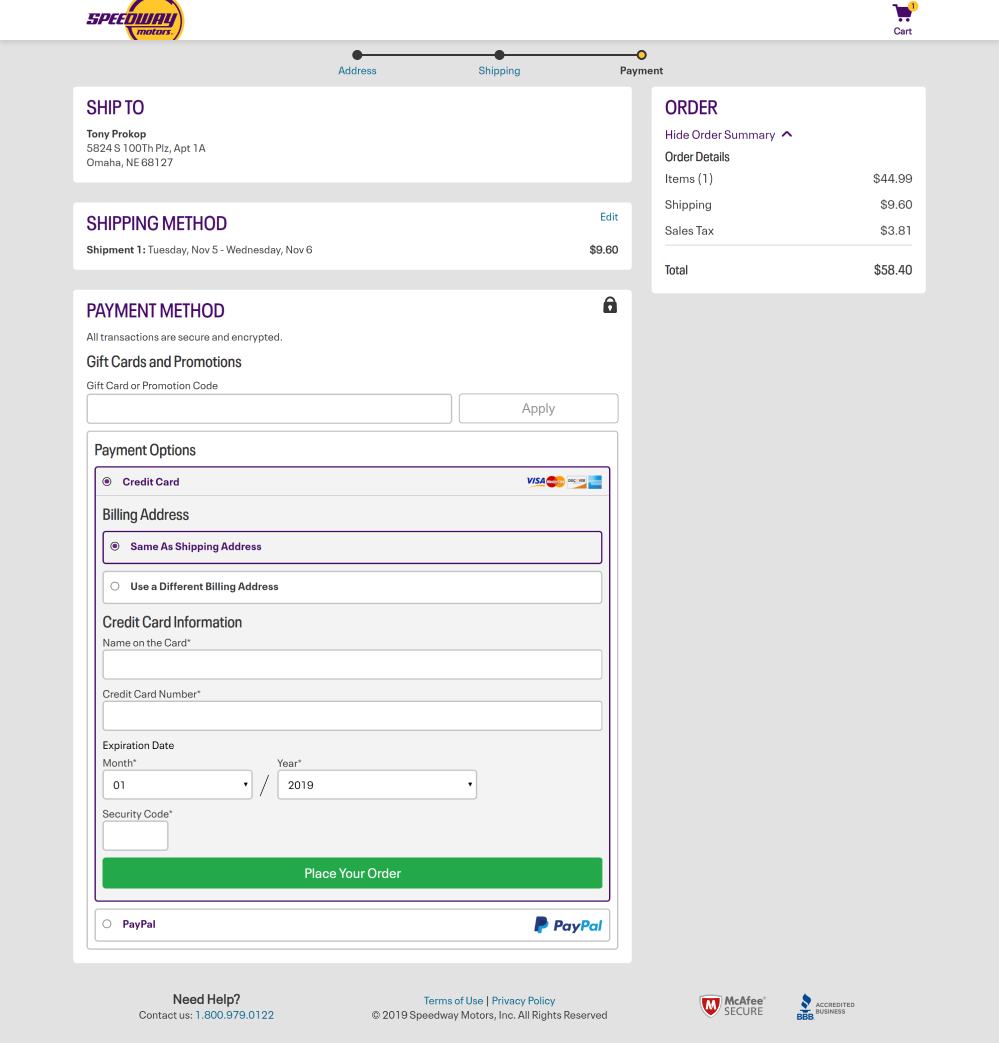 SPEEDWAY
motors.
1
Cart
Address
Shipping
Payment
SHIP TO
Tony Prokop
5824 S 100Th Plz, Apt 1A
Omaha, NE 68127
SHIPPING METHOD
Edit
Shipment 1: Tuesday, Nov 5 - Wednesday, Nov 6
$9.60
PAYMENT METHOD
All transactions are secure and encrypted.
Gift Cards and Promotions
Gift Card or Promotion Code
Apply
Payment Options
Credit Card
VISA MasterCard DISCOVER
Billing Address
Same As Shipping Address
Use a Different Billing Address
Credit Card Information
Name on the Card*
Credit Card Number*
Expiration Date
Month*
Year*
01
/
2019
Security Code*
Place Your Order
PayPal
PayPal
ORDER
Hide Order Summary
Order Details
Items (1) $44.99
Shipping $9.60
Sales Tax $3.81
Total $58.40
Need Help?
Contact us: 1.800.979.0122
Terms of Use | Privacy Policy
© 2019 Speedway Motors, Inc. All Rights Reserved
McAfee®
SECURE
BBB
ACCREDITED
BUSINESS